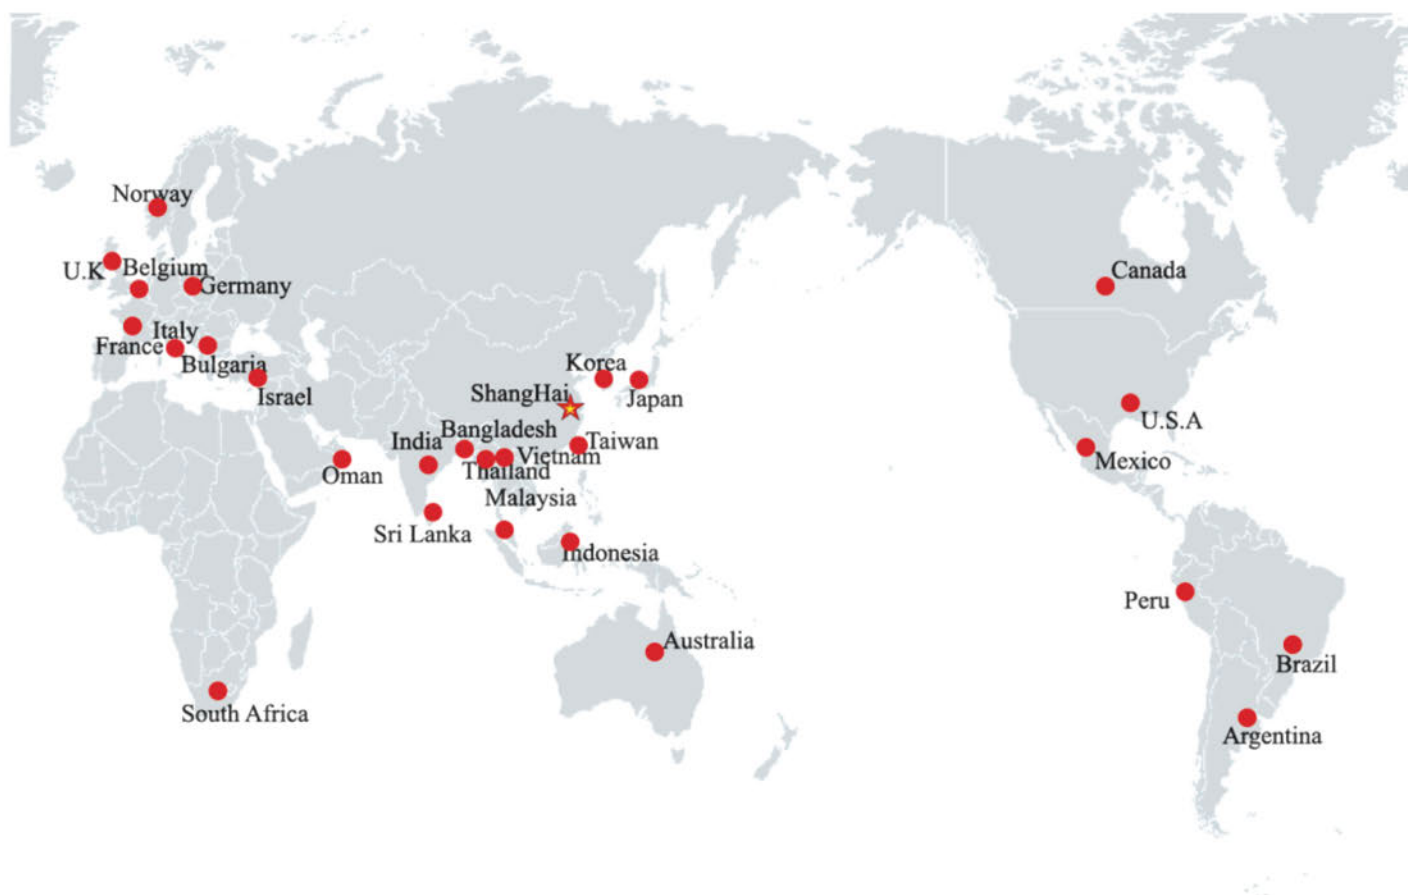 Norway
U.K
Belgium
Germany
Canada
Italy
France
Bulgaria
Korea
Israel
ShangHai
Japan
U.S.A
Bangladesh
India
Taiwan
Vietnam
Mexico
Thailand
Oman
Malaysia
Sri Lanka
Indonesia
Peru
Australia
Brazil
South Africa
Argentina